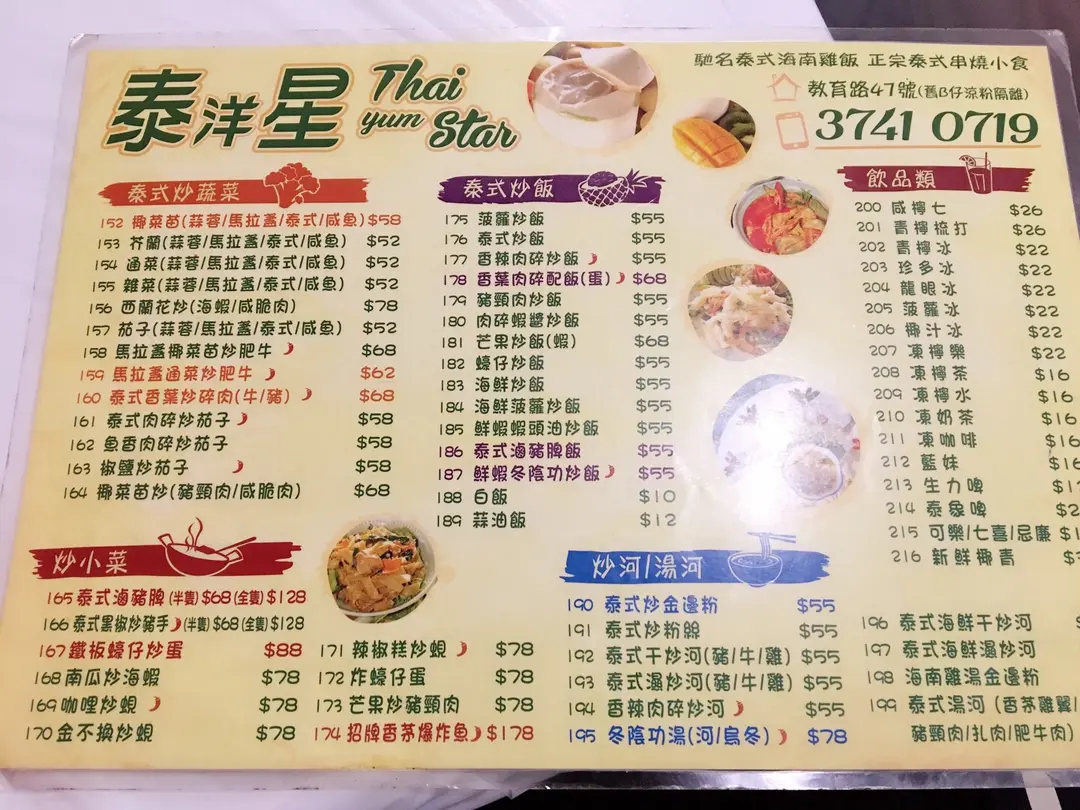 泰洋星
Thai
yum Star
馳名泰式海南雞飯 正宗泰式串燒小食
教育路47號(舊B仔涼粉隔離)
3741 0719
泰式炒蔬菜
152 椰菜苗(蒜蓉/馬拉盞/泰式/咸魚) $58
153 芥蘭(蒜蓉/馬拉盞/泰式/咸魚) $52
154 通菜(蒜蓉/馬拉盞/泰式/咸魚) $52
155 雜菜(蒜蓉/馬拉盞/泰式/咸魚) $52
156 西蘭花炒(海蝦/咸脆肉) $78
157 茄子(蒜蓉/馬拉盞/泰式/咸魚) $52
158 馬拉盞椰菜苗炒肥牛 $68
159 馬拉盞通菜炒肥牛 $62
160 泰式香葉炒碎肉(牛/豬) $68
161 泰式肉碎炒茄子 $58
162 魚香肉碎炒茄子 $58
163 椒鹽炒茄子 $58
164 椰菜苗炒(豬頸肉/咸脆肉) $68
泰式炒飯
175 菠蘿炒飯 $55
176 泰式炒飯 $55
177 香辣肉碎炒飯 $55
178 香葉肉碎配飯(蛋) $68
179 豬頸肉炒飯 $55
180 肉碎蝦醬炒飯 $55
181 芒果炒飯(蝦) $68
182 蠔仔炒飯 $55
183 海鮮炒飯 $55
184 海鮮菠蘿炒飯 $55
185 鮮蝦蝦頭油炒飯 $55
186 泰式滷豬脾飯 $55
187 鮮蝦冬陰功炒飯 $55
188 白飯 $10
189 蒜油飯 $12
飲品類
200 咸檸七 $26
201 青檸梳打 $26
202 青檸冰 $22
203 珍多冰 $22
204 龍眼冰 $22
205 菠蘿冰 $22
206 椰汁冰 $22
207 凍檸樂 $22
208 凍檸茶 $16
209 凍檸水 $16
210 凍奶茶 $16
211 凍咖啡 $16
212 藍妹
213 生力啤
214 泰象啤
215 可樂/七喜/忌廉
216 新鮮椰青
炒小菜
165 泰式滷豬脾 (半隻) $68 (全隻) $128
166 泰式黑椒炒豬手 (半隻) $68 (全隻) $128
167 鐵板蠔仔炒蛋 $88
168 南瓜炒海蝦 $78
169 咖哩炒蜆 $78
170 金不換炒蜆 $78
171 辣椒糕炒蜆 $78
172 炸蠔仔蛋 $78
173 芒果炒豬頸肉 $78
174 招牌香茅爆炸魚 $178
炒河/湯河
190 泰式炒金邊粉 $55
191 泰式炒粉絲 $55
192 泰式干炒河(豬/牛/雞) $55
193 泰式濕炒河(豬/牛/雞) $55
194 香辣肉碎炒河 $55
195 冬陰功湯(河/烏冬) $78
196 泰式海鮮干炒河
197 泰式海鮮濕炒河
198 海南雞湯金邊粉
199 泰式湯河 (香茅雞翼/
豬頸肉/扎肉/肥牛肉)